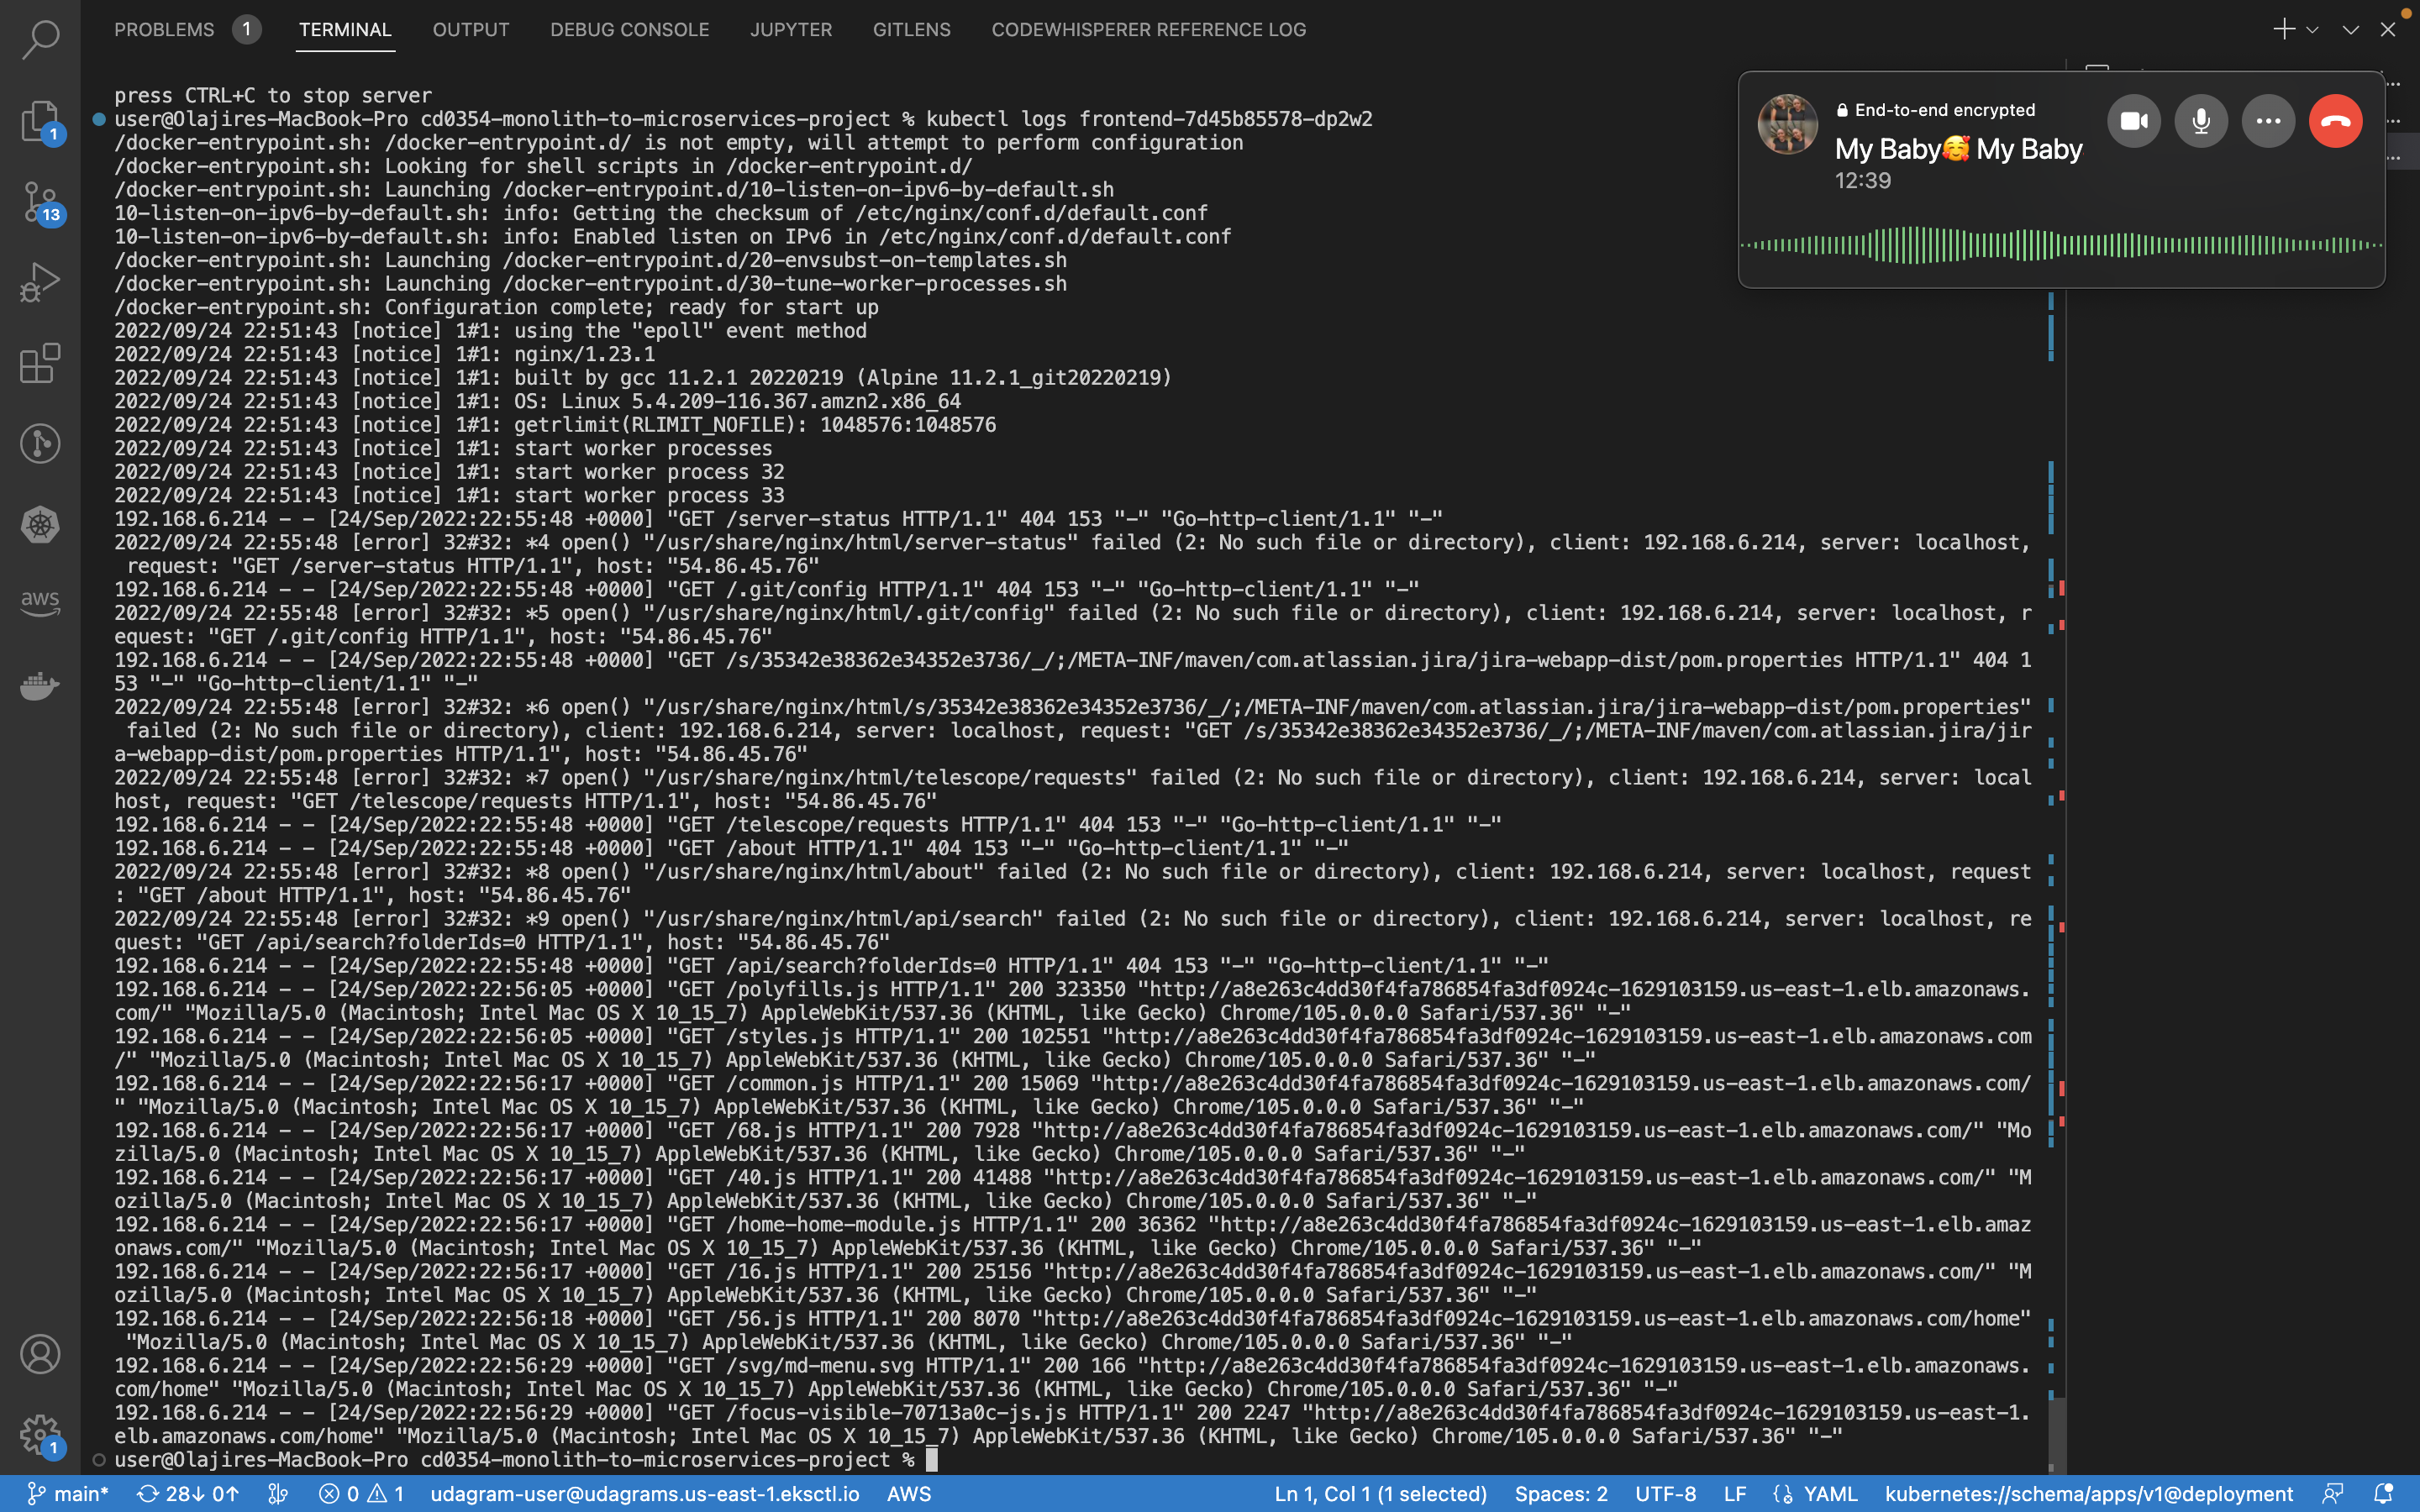 PROBLEMS 1 TERMINAL OUTPUT DEBUG CONSOLE JUPYTER GITLENS CODEWHISPERER REFERENCE LOG
End-to-end encrypted
My Baby🥰 My Baby
12:39
1
13
aws
1
press CTRL+C to stop server
user@Olajires-MacBook-Pro cd0354-monolith-to-microservices-project % kubectl logs frontend-7d45b85578-dp2w2
/docker-entrypoint.sh: /docker-entrypoint.d/ is not empty, will attempt to perform configuration
/docker-entrypoint.sh: Looking for shell scripts in /docker-entrypoint.d/
/docker-entrypoint.sh: Launching /docker-entrypoint.d/10-listen-on-ipv6-by-default.sh
10-listen-on-ipv6-by-default.sh: info: Getting the checksum of /etc/nginx/conf.d/default.conf
10-listen-on-ipv6-by-default.sh: info: Enabled listen on IPv6 in /etc/nginx/conf.d/default.conf
/docker-entrypoint.sh: Launching /docker-entrypoint.d/20-envsubst-on-templates.sh
/docker-entrypoint.sh: Launching /docker-entrypoint.d/30-tune-worker-processes.sh
/docker-entrypoint.sh: Configuration complete; ready for start up
2022/09/24 22:51:43 [notice] 1#1: using the "epoll" event method
2022/09/24 22:51:43 [notice] 1#1: nginx/1.23.1
2022/09/24 22:51:43 [notice] 1#1: built by gcc 11.2.1 20220219 (Alpine 11.2.1_git20220219)
2022/09/24 22:51:43 [notice] 1#1: OS: Linux 5.4.209-116.367.amzn2.x86_64
2022/09/24 22:51:43 [notice] 1#1: getrlimit(RLIMIT_NOFILE): 1048576:1048576
2022/09/24 22:51:43 [notice] 1#1: start worker processes
2022/09/24 22:51:43 [notice] 1#1: start worker process 32
2022/09/24 22:51:43 [notice] 1#1: start worker process 33
192.168.6.214 - - [24/Sep/2022:22:55:48 +0000] "GET /server-status HTTP/1.1" 404 153 "-" "Go-http-client/1.1" "-"
2022/09/24 22:55:48 [error] 32#32: *4 open() "/usr/share/nginx/html/server-status" failed (2: No such file or directory), client: 192.168.6.214, server: localhost,
 request: "GET /server-status HTTP/1.1", host: "54.86.45.76"
192.168.6.214 - - [24/Sep/2022:22:55:48 +0000] "GET /.git/config HTTP/1.1" 404 153 "-" "Go-http-client/1.1" "-"
2022/09/24 22:55:48 [error] 32#32: *5 open() "/usr/share/nginx/html/.git/config" failed (2: No such file or directory), client: 192.168.6.214, server: localhost, r
equest: "GET /.git/config HTTP/1.1", host: "54.86.45.76"
192.168.6.214 - - [24/Sep/2022:22:55:48 +0000] "GET /s/35342e38362e34352e3736/_/;/META-INF/maven/com.atlassian.jira/jira-webapp-dist/pom.properties HTTP/1.1" 404 1
53 "-" "Go-http-client/1.1" "-"
2022/09/24 22:55:48 [error] 32#32: *6 open() "/usr/share/nginx/html/s/35342e38362e34352e3736/_/;/META-INF/maven/com.atlassian.jira/jira-webapp-dist/pom.properties"
 failed (2: No such file or directory), client: 192.168.6.214, server: localhost, request: "GET /s/35342e38362e34352e3736/_/;/META-INF/maven/com.atlassian.jira/jir
a-webapp-dist/pom.properties HTTP/1.1", host: "54.86.45.76"
2022/09/24 22:55:48 [error] 32#32: *7 open() "/usr/share/nginx/html/telescope/requests" failed (2: No such file or directory), client: 192.168.6.214, server: local
host, request: "GET /telescope/requests HTTP/1.1", host: "54.86.45.76"
192.168.6.214 - - [24/Sep/2022:22:55:48 +0000] "GET /telescope/requests HTTP/1.1" 404 153 "-" "Go-http-client/1.1" "-"
192.168.6.214 - - [24/Sep/2022:22:55:48 +0000] "GET /about HTTP/1.1" 404 153 "-" "Go-http-client/1.1" "-"
2022/09/24 22:55:48 [error] 32#32: *8 open() "/usr/share/nginx/html/about" failed (2: No such file or directory), client: 192.168.6.214, server: localhost, request
: "GET /about HTTP/1.1", host: "54.86.45.76"
2022/09/24 22:55:48 [error] 32#32: *9 open() "/usr/share/nginx/html/api/search" failed (2: No such file or directory), client: 192.168.6.214, server: localhost, re
quest: "GET /api/search?folderIds=0 HTTP/1.1", host: "54.86.45.76"
192.168.6.214 - - [24/Sep/2022:22:55:48 +0000] "GET /api/search?folderIds=0 HTTP/1.1" 404 153 "-" "Go-http-client/1.1" "-"
192.168.6.214 - - [24/Sep/2022:22:56:05 +0000] "GET /polyfills.js HTTP/1.1" 200 323350 "http://a8e263c4dd30f4fa786854fa3df0924c-1629103159.us-east-1.elb.amazonaws.
com/" "Mozilla/5.0 (Macintosh; Intel Mac OS X 10_15_7) AppleWebKit/537.36 (KHTML, like Gecko) Chrome/105.0.0.0 Safari/537.36" "-"
192.168.6.214 - - [24/Sep/2022:22:56:05 +0000] "GET /styles.js HTTP/1.1" 200 102551 "http://a8e263c4dd30f4fa786854fa3df0924c-1629103159.us-east-1.elb.amazonaws.com
/" "Mozilla/5.0 (Macintosh; Intel Mac OS X 10_15_7) AppleWebKit/537.36 (KHTML, like Gecko) Chrome/105.0.0.0 Safari/537.36" "-"
192.168.6.214 - - [24/Sep/2022:22:56:17 +0000] "GET /common.js HTTP/1.1" 200 15069 "http://a8e263c4dd30f4fa786854fa3df0924c-1629103159.us-east-1.elb.amazonaws.com/
" "Mozilla/5.0 (Macintosh; Intel Mac OS X 10_15_7) AppleWebKit/537.36 (KHTML, like Gecko) Chrome/105.0.0.0 Safari/537.36" "-"
192.168.6.214 - - [24/Sep/2022:22:56:17 +0000] "GET /68.js HTTP/1.1" 200 7928 "http://a8e263c4dd30f4fa786854fa3df0924c-1629103159.us-east-1.elb.amazonaws.com/" "Mo
zilla/5.0 (Macintosh; Intel Mac OS X 10_15_7) AppleWebKit/537.36 (KHTML, like Gecko) Chrome/105.0.0.0 Safari/537.36" "-"
192.168.6.214 - - [24/Sep/2022:22:56:17 +0000] "GET /40.js HTTP/1.1" 200 41488 "http://a8e263c4dd30f4fa786854fa3df0924c-1629103159.us-east-1.elb.amazonaws.com/" "M
ozilla/5.0 (Macintosh; Intel Mac OS X 10_15_7) AppleWebKit/537.36 (KHTML, like Gecko) Chrome/105.0.0.0 Safari/537.36" "-"
192.168.6.214 - - [24/Sep/2022:22:56:17 +0000] "GET /home-home-module.js HTTP/1.1" 200 36362 "http://a8e263c4dd30f4fa786854fa3df0924c-1629103159.us-east-1.elb.amaz
onaws.com/" "Mozilla/5.0 (Macintosh; Intel Mac OS X 10_15_7) AppleWebKit/537.36 (KHTML, like Gecko) Chrome/105.0.0.0 Safari/537.36" "-"
192.168.6.214 - - [24/Sep/2022:22:56:17 +0000] "GET /16.js HTTP/1.1" 200 25156 "http://a8e263c4dd30f4fa786854fa3df0924c-1629103159.us-east-1.elb.amazonaws.com/" "M
ozilla/5.0 (Macintosh; Intel Mac OS X 10_15_7) AppleWebKit/537.36 (KHTML, like Gecko) Chrome/105.0.0.0 Safari/537.36" "-"
192.168.6.214 - - [24/Sep/2022:22:56:18 +0000] "GET /56.js HTTP/1.1" 200 8070 "http://a8e263c4dd30f4fa786854fa3df0924c-1629103159.us-east-1.elb.amazonaws.com/home"
 "Mozilla/5.0 (Macintosh; Intel Mac OS X 10_15_7) AppleWebKit/537.36 (KHTML, like Gecko) Chrome/105.0.0.0 Safari/537.36" "-"
192.168.6.214 - - [24/Sep/2022:22:56:29 +0000] "GET /svg/md-menu.svg HTTP/1.1" 200 166 "http://a8e263c4dd30f4fa786854fa3df0924c-1629103159.us-east-1.elb.amazonaws.
com/home" "Mozilla/5.0 (Macintosh; Intel Mac OS X 10_15_7) AppleWebKit/537.36 (KHTML, like Gecko) Chrome/105.0.0.0 Safari/537.36" "-"
192.168.6.214 - - [24/Sep/2022:22:56:29 +0000] "GET /focus-visible-70713a0c-js.js HTTP/1.1" 200 2247 "http://a8e263c4dd30f4fa786854fa3df0924c-1629103159.us-east-1.
elb.amazonaws.com/home" "Mozilla/5.0 (Macintosh; Intel Mac OS X 10_15_7) AppleWebKit/537.36 (KHTML, like Gecko) Chrome/105.0.0.0 Safari/537.36" "-"
user@Olajires-MacBook-Pro cd0354-monolith-to-microservices-project %
main* 28↓ 0↑ 0 1 udagram-user@udagrams.us-east-1.eksctl.io AWS Ln 1, Col 1 (1 selected) Spaces: 2 UTF-8 LF YAML kubernetes://schema/apps/v1@deployment